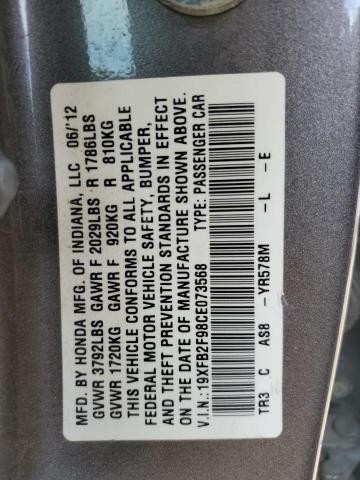 MFD. BY HONDA MFG. OF INDIANA, LLC 06/'12
GVWR 3792LBS GAWR F 2029LBS R 1786LBS
GVWR 1720KG GAWR F 920KG R 810KG
THIS VEHICLE CONFORMS TO ALL APPLICABLE
FEDERAL MOTOR VEHICLE SAFETY, BUMPER,
AND THEFT PREVENTION STANDARDS IN EFFECT
ON THE DATE OF MANUFACTURE SHOWN ABOVE.
V.I.N.: 19XFB2F98CE073568 TYPE: PASSENGER CAR
TR3 C AS8 -YR578M -L -E